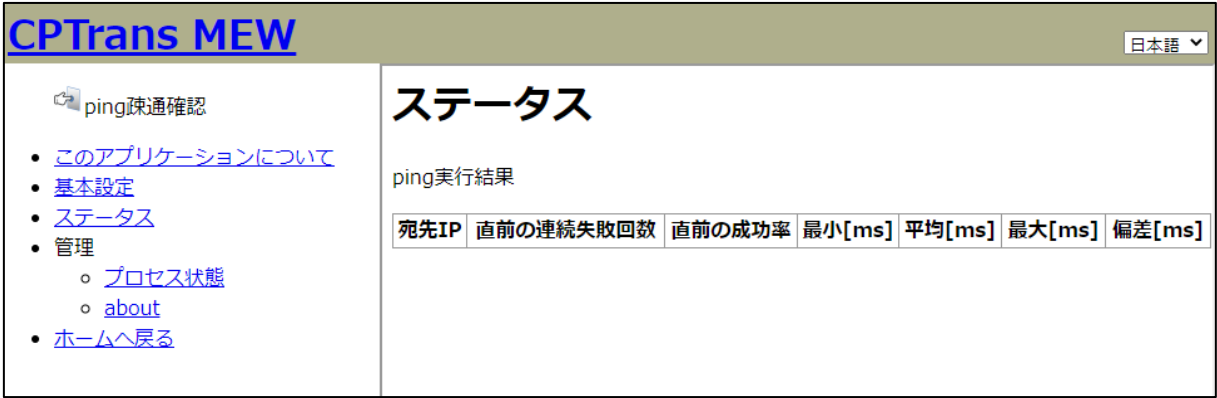 CPTrans MEW
日本語
ping疎通確認
このアプリケーションについて
基本設定
ステータス
管理
プロセス状態
about
ホームへ戻る
ステータス
ping実行結果
宛先IP 直前の連続失敗回数 直前の成功率 最小[ms] 平均[ms] 最大[ms] 偏差[ms]